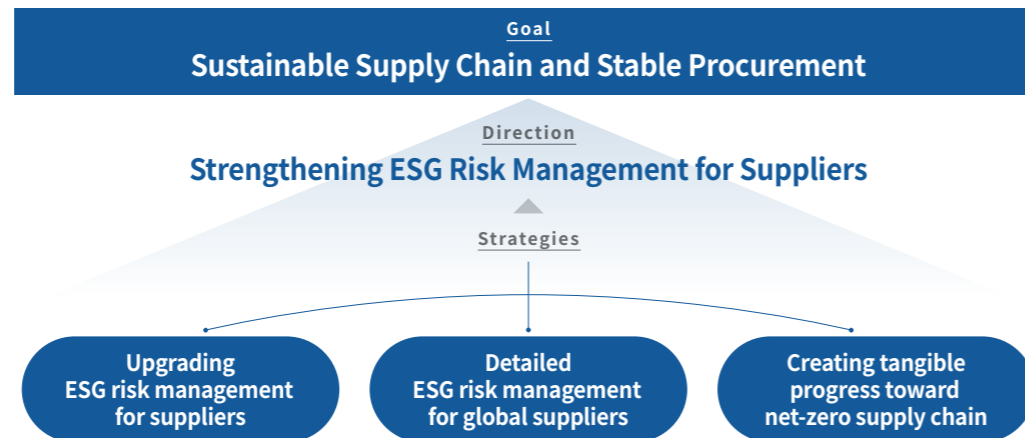 Goal
Sustainable Supply Chain and Stable Procurement
Direction
Strengthening ESG Risk Management for Suppliers
Strategies
Upgrading
ESG risk management
for suppliers
Detailed
ESG risk management
for global suppliers
Creating tangible
progress toward
net-zero supply chain